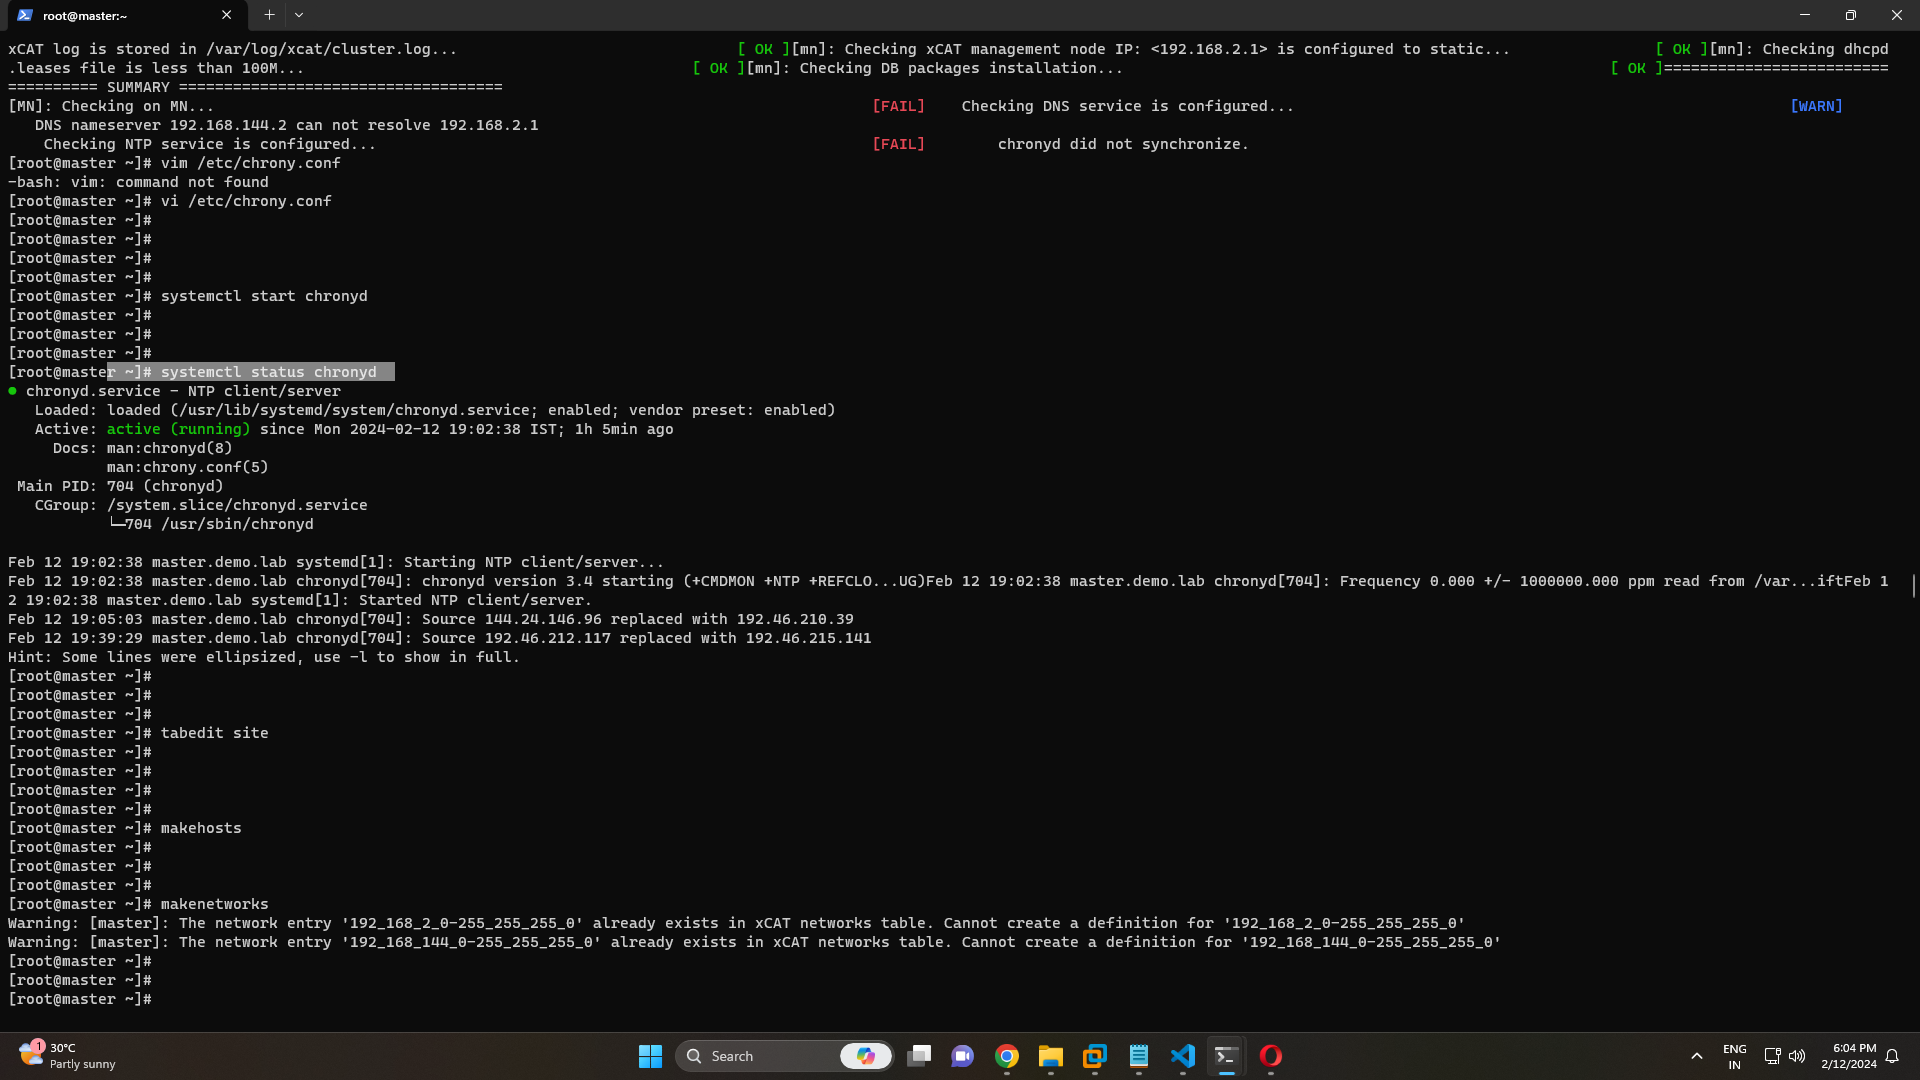 root@master:~
xCAT log is stored in /var/log/xcat/cluster.log... [ OK ][mn]: Checking xCAT management node IP: <192.168.2.1> is configured to static... [ OK ][mn]: Checking dhcpd
.leases file is less than 100M... [ OK ][mn]: Checking DB packages installation... [ OK ]=========================
========== SUMMARY ====================================
[MN]: Checking on MN... [FAIL] Checking DNS service is configured... [WARN]
DNS nameserver 192.168.144.2 can not resolve 192.168.2.1
Checking NTP service is configured... [FAIL] chronyd did not synchronize.
[root@master ~]# vim /etc/chrony.conf
-bash: vim: command not found
[root@master ~]# vi /etc/chrony.conf
[root@master ~]#
[root@master ~]#
[root@master ~]#
[root@master ~]#
[root@master ~]# systemctl start chronyd
[root@master ~]#
[root@master ~]#
[root@master ~]#
[root@master ~]# systemctl status chronyd
● chronyd.service - NTP client/server
Loaded: loaded (/usr/lib/systemd/system/chronyd.service; enabled; vendor preset: enabled)
Active: active (running) since Mon 2024-02-12 19:02:38 IST; 1h 5min ago
Docs: man:chronyd(8)
man:chrony.conf(5)
Main PID: 704 (chronyd)
CGroup: /system.slice/chronyd.service
└─704 /usr/sbin/chronyd
Feb 12 19:02:38 master.demo.lab systemd[1]: Starting NTP client/server...
Feb 12 19:02:38 master.demo.lab chronyd[704]: chronyd version 3.4 starting (+CMDMON +NTP +REFCLO...UG)Feb 12 19:02:38 master.demo.lab chronyd[704]: Frequency 0.000 +/- 1000000.000 ppm read from /var...iftFeb 1
2 19:02:38 master.demo.lab systemd[1]: Started NTP client/server.
Feb 12 19:05:03 master.demo.lab chronyd[704]: Source 144.24.146.96 replaced with 192.46.210.39
Feb 12 19:39:29 master.demo.lab chronyd[704]: Source 192.46.212.117 replaced with 192.46.215.141
Hint: Some lines were ellipsized, use -l to show in full.
[root@master ~]#
[root@master ~]#
[root@master ~]#
[root@master ~]# tabedit site
[root@master ~]#
[root@master ~]#
[root@master ~]#
[root@master ~]#
[root@master ~]# makehosts
[root@master ~]#
[root@master ~]#
[root@master ~]#
[root@master ~]# makenetworks
Warning: [master]: The network entry '192_168_2_0-255_255_255_0' already exists in xCAT networks table. Cannot create a definition for '192_168_2_0-255_255_255_0'
Warning: [master]: The network entry '192_168_144_0-255_255_255_0' already exists in xCAT networks table. Cannot create a definition for '192_168_144_0-255_255_255_0'
[root@master ~]#
[root@master ~]#
[root@master ~]#
1
30°C
Partly sunny
Search
ENG
IN
6:04 PM
2/12/2024